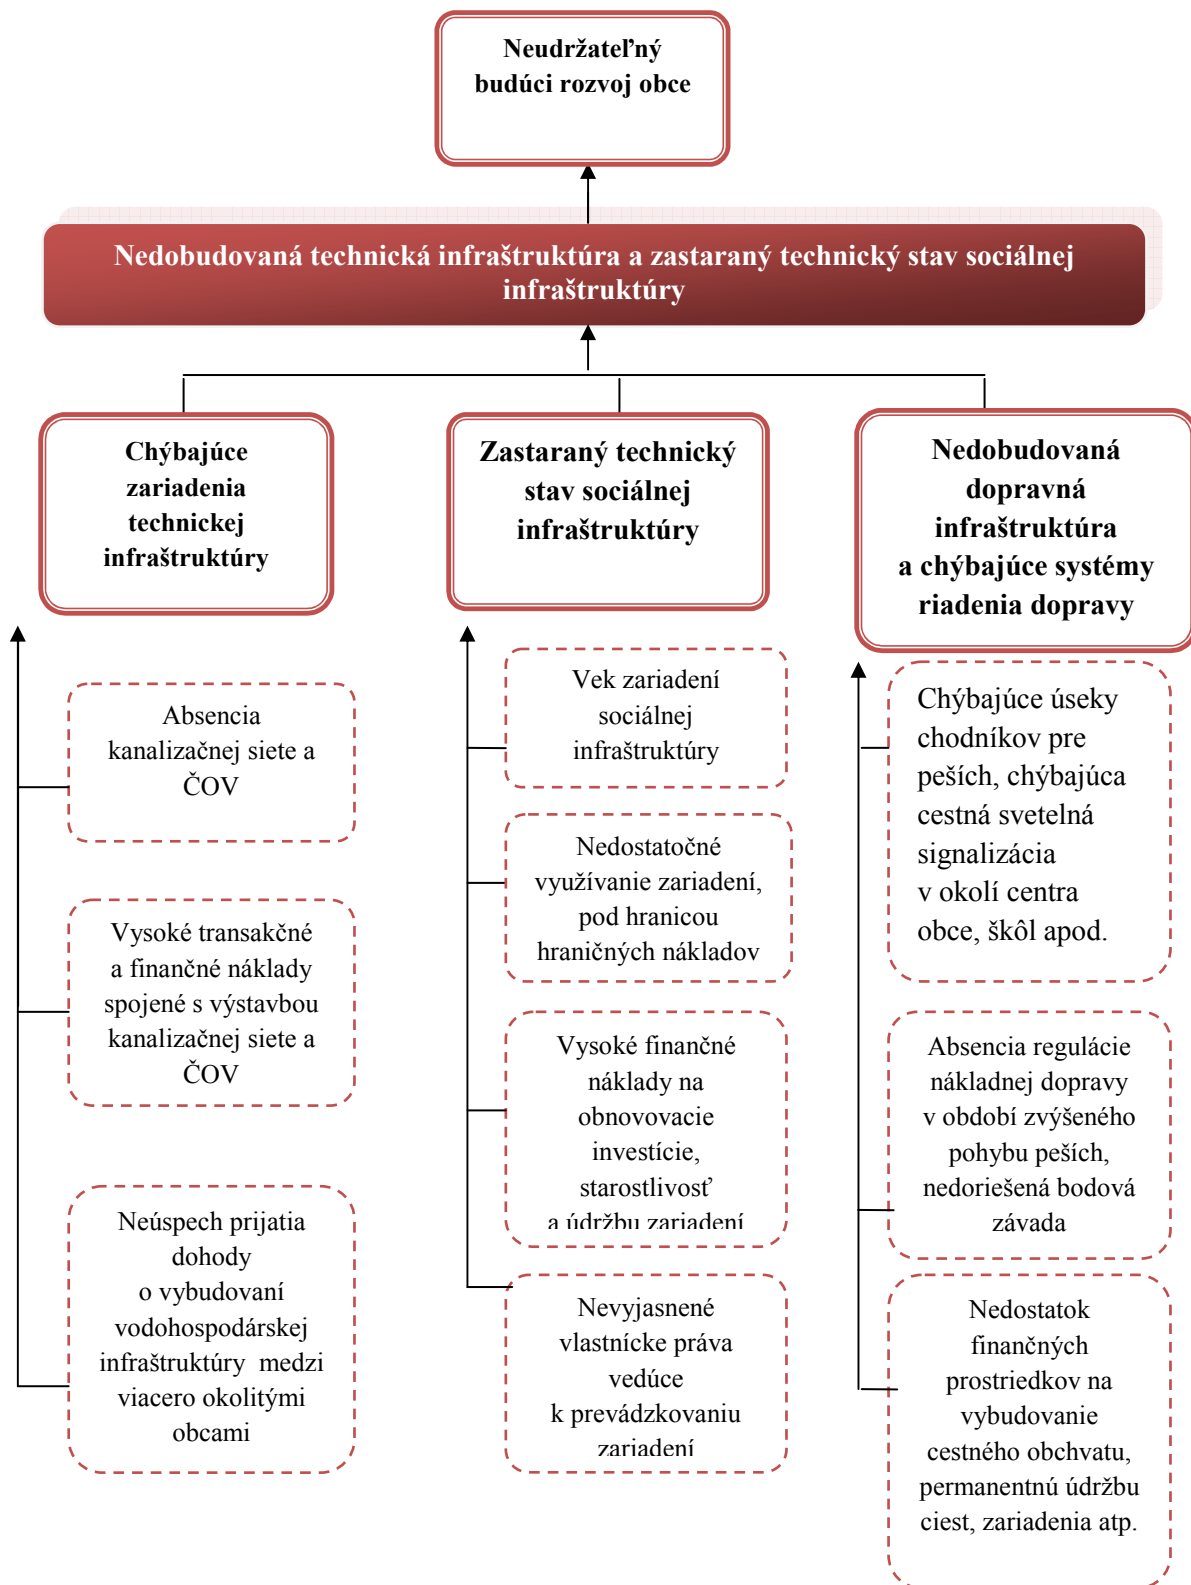 Neudržateľný
budúci rozvoj obce
Nedobudovaná technická infraštruktúra a zastaraný technický stav sociálnej
infraštruktúry
Chýbajúce
zariadenia
technickej
infraštruktúry
Zastaraný technický
stav sociálnej
infraštruktúry
Nedobudovaná
dopravná
infraštruktúra
a chýbajúce systémy
riadenia dopravy
Absencia
kanalizačnej siete a
ČOV
Vysoké transakčné
a finančné náklady
spojené s výstavbou
kanalizačnej siete a
ČOV
Neúspech prijatia
dohody
o vybudovaní
vodohospodárskej
infraštruktúry  medzi
viacero okolitými
obcami
Vek zariadení
sociálnej
infraštruktúry
Nedostatočné
využívanie zariadení,
pod hranicou
hraničných nákladov
Vysoké finančné
náklady na
obnovovacie
investície,
starostlivosť
a údržbu zariadení
Nevyjasnené
vlastnícke práva
vedúce
k prevádzkovaniu
zariadení
Chýbajúce úseky
chodníkov pre
peších, chýbajúca
cestná svetelná
signalizácia
v okolí centra
obce, škôl apod.
Absencia regulácie
nákladnej dopravy
v období zvýšeného
pohybu peších,
nedoriešená bodová
závada
Nedostatok
finančných
prostriedkov na
vybudovanie
cestného obchvatu,
permanentnú údržbu
ciest, zariadenia atp.